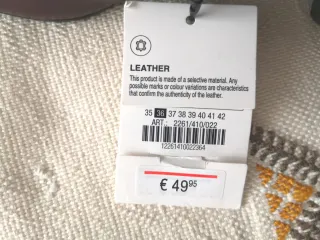 LEATHER
This product is made of a selective material. Any
possible marks or colour variations are characteristics
that confirm the authenticity of the leather.
35 36 37 38 39 40 41 42
ART.: 2261/410/022
12261410022364
€ 49.95